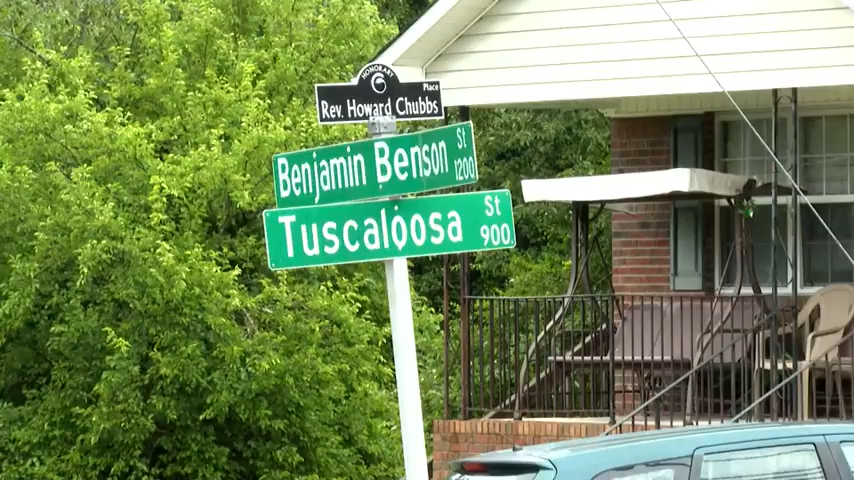 HONORARY
Place
Rev. Howard Chubbs
Benjamin Benson St 1200
Tuscaloosa St 900